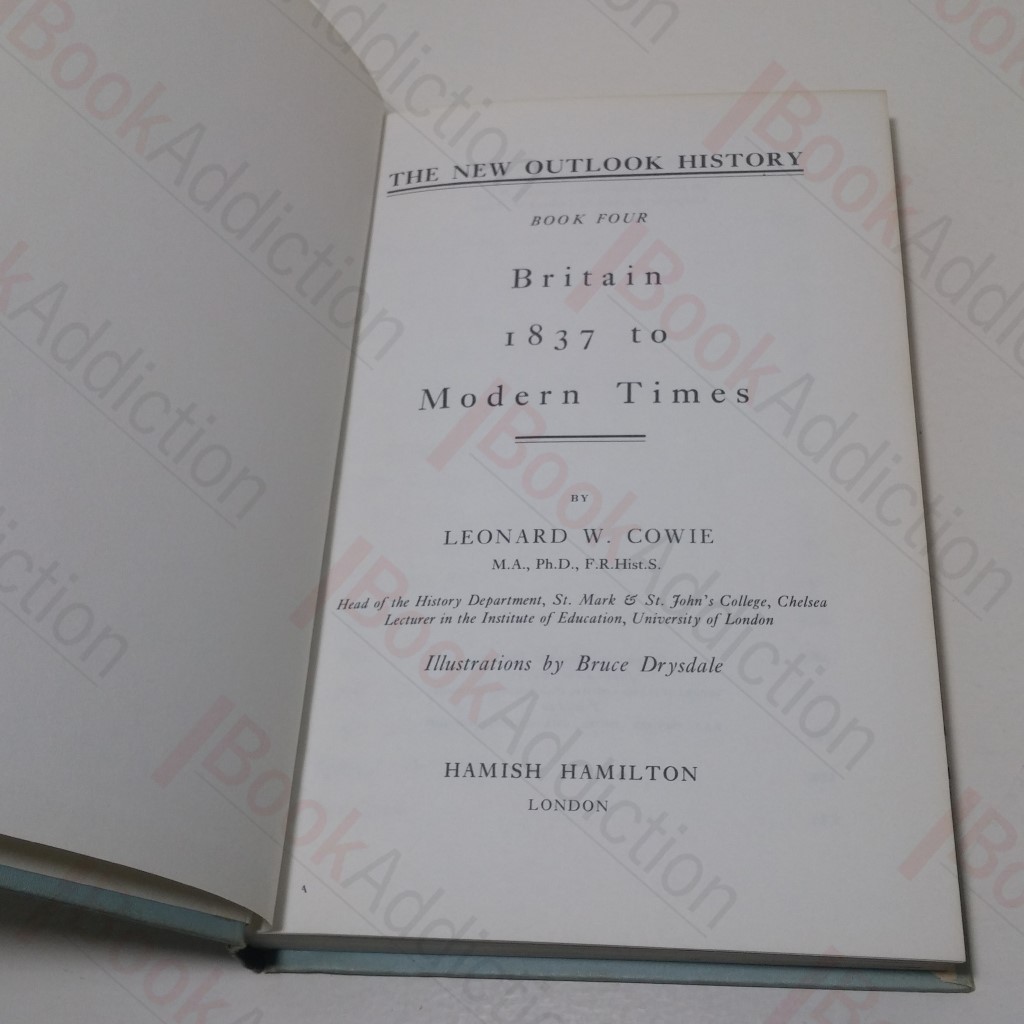 THE NEW OUTLOOK HISTORY
BOOK FOUR
Britain
1837 to
Modern Times
BY
LEONARD W. COWIE
M.A., Ph.D., F.R.Hist.S.
Head of the History Department, St. Mark & St. John's College, Chelsea
Lecturer in the Institute of Education, University of London
Illustrations by Bruce Drysdale
HAMISH HAMILTON
LONDON
A
BookAddiction